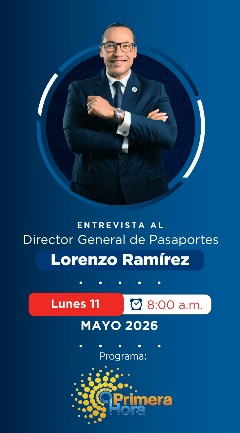 ENTREVISTA AL
Director General de Pasaportes
Lorenzo Ramírez
Lunes 11
8:00 a.m.
MAYO 2026
Programa:
Primera
Hora